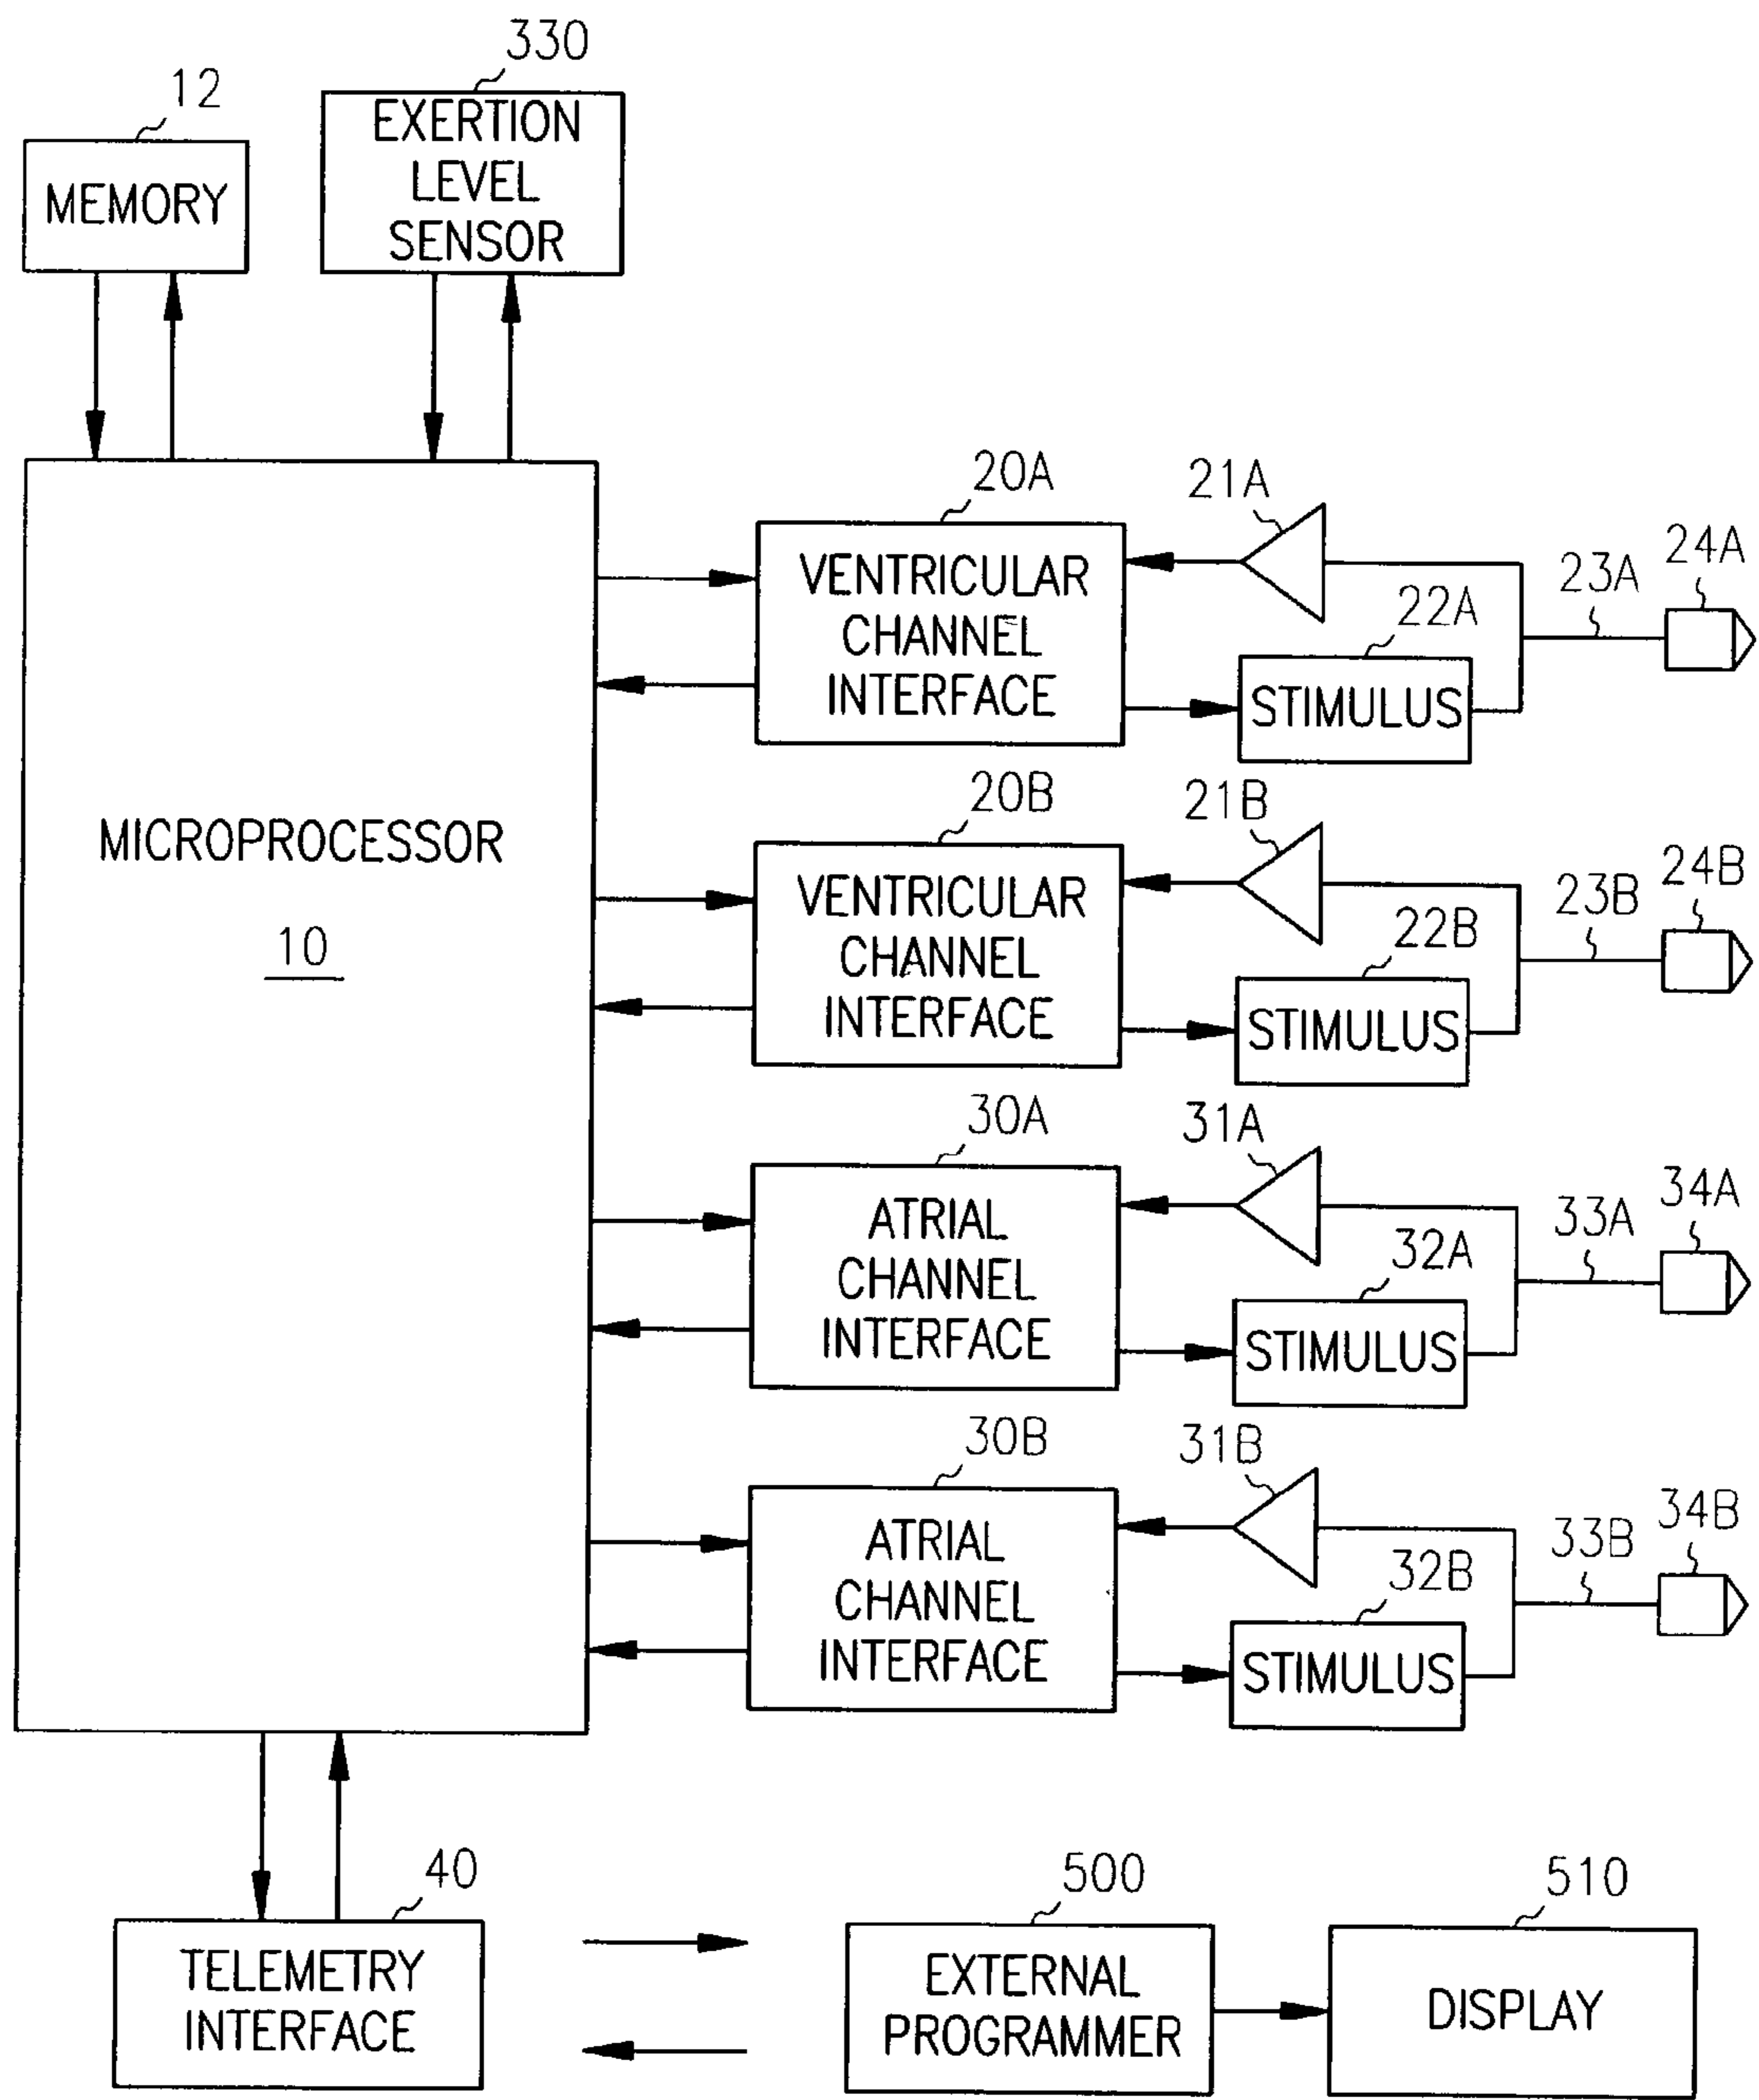 330
12
EXERTION
LEVEL
SENSOR
MEMORY
20A
21A
24A
23A
VENTRICULAR
CHANNEL
INTERFACE
22A
STIMULUS
MICROPROCESSOR
10
20B
21B
24B
23B
VENTRICULAR
CHANNEL
INTERFACE
22B
STIMULUS
30A
31A
34A
33A
ATRIAL
CHANNEL
INTERFACE
32A
STIMULUS
30B
31B
34B
33B
ATRIAL
CHANNEL
INTERFACE
32B
STIMULUS
40
500
510
TELEMETRY
INTERFACE
EXTERNAL
PROGRAMMER
DISPLAY